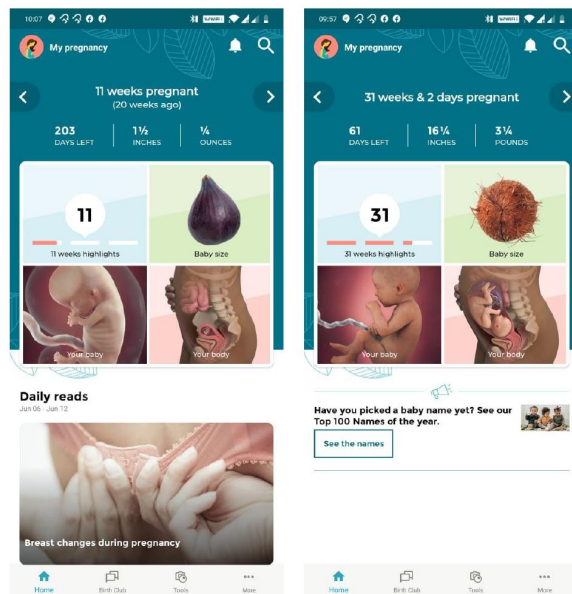 10:07
My pregnancy
11 weeks pregnant
(20 weeks ago)
203
DAYS LEFT
1½
INCHES
¼
OUNCES
11
11 weeks highlights
Baby size
Your baby
Your body
Daily reads
Jun 06 - Jun 12
Breast changes during pregnancy
Home
Birth Club
Tools
More
09:57
My pregnancy
31 weeks & 2 days pregnant
61
DAYS LEFT
16¼
INCHES
3¼
POUNDS
31
31 weeks highlights
Baby size
Your baby
Your body
Have you picked a baby name yet? See our
Top 100 Names of the year.
See the names
Home
Birth Club
Tools
More